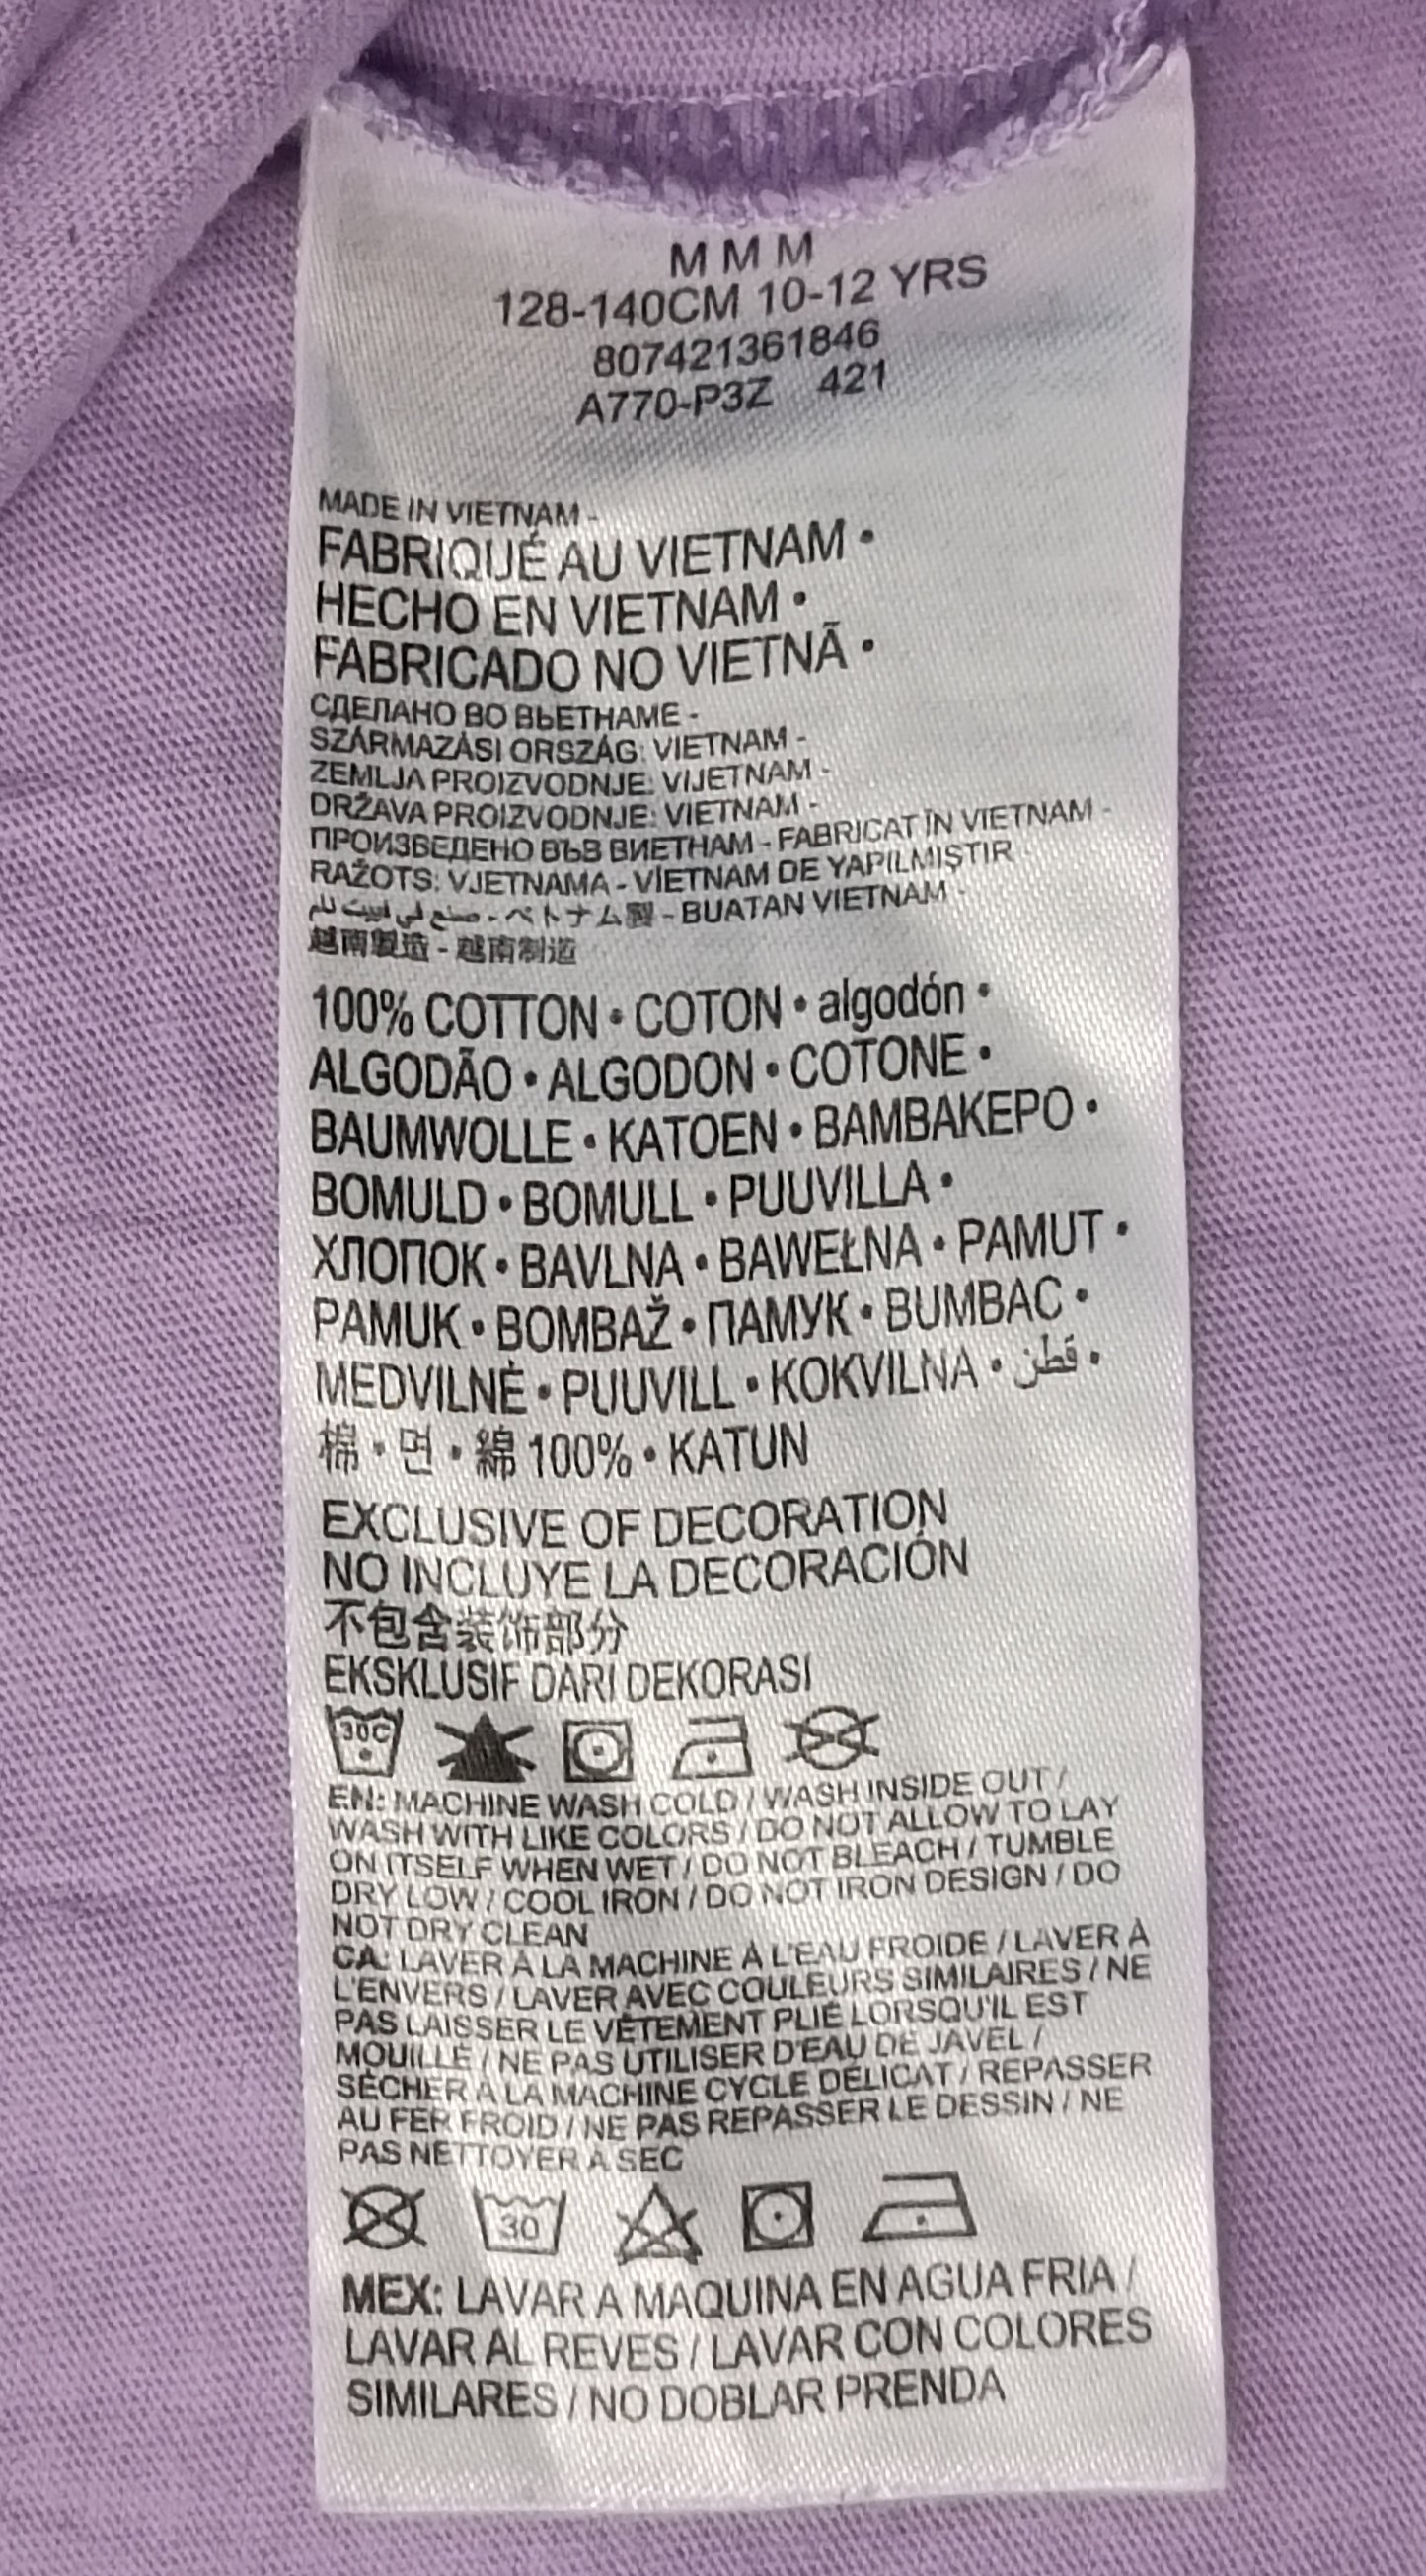 M M M
128-140CM 10-12 YRS
807421361846
A770-P3Z 421
MADE IN VIETNAM -
FABRIQUÉ AU VIETNAM •
HECHO EN VIETNAM •
FABRICADO NO VIETNÃ •
СДЕЛАНО ВО ВЬЕТНАМЕ -
SZÁRMAZÁSI ORSZÁG: VIETNAM -
ZEMLJA PROIZVODNJE: VIJETNAM -
DRŽAVA PROIZVODNJE: VIETNAM -
ПРОИЗВЕДЕНО ВЪВ ВИЕТНАМ - FABRICAT ÎN VIETNAM -
RAŽOTS: VJETNAMA - VİETNAM DE YAPILMIŞTIR
صنع في فييت نام - ベトナム製 - BUATAN VIETNAM -
越南製造 - 越南制造
100% COTTON • COTON • algodón •
ALGODÃO • ALGODON • COTONE •
BAUMWOLLE • KATOEN • BAMBAKEPO •
BOMULD • BOMULL • PUUVILLA •
ХЛОПОК • BAVLNA • BAWEŁNA • PAMUT •
PAMUK • BOMBAŽ • ПАМУК • BUMBAC •
MEDVILNĖ • PUUVILL • KOKVILNA • قطن •
棉 • 면 • 綿 100% • KATUN
EXCLUSIVE OF DECORATION
NO INCLUYE LA DECORACIÓN
不包含装饰部分
EKSKLUSIF DARI DEKORASI
30C
EN: MACHINE WASH COLD / WASH INSIDE OUT /
WASH WITH LIKE COLORS / DO NOT ALLOW TO LAY
ON ITSELF WHEN WET / DO NOT BLEACH / TUMBLE
DRY LOW / COOL IRON / DO NOT IRON DESIGN / DO
NOT DRY CLEAN
CA: LAVER À LA MACHINE À L'EAU FROIDE / LAVER À
L'ENVERS / LAVER AVEC COULEURS SIMILAIRES / NE
PAS LAISSER LE VÊTEMENT PLIÉ LORSQU'IL EST
MOUILLÉ / NE PAS UTILISER D'EAU DE JAVEL /
SÉCHER À LA MACHINE CYCLE DÉLICAT / REPASSER
AU FER FROID / NE PAS REPASSER LE DESSIN / NE
PAS NETTOYER À SEC
30
MEX: LAVAR A MAQUINA EN AGUA FRIA /
LAVAR AL REVES / LAVAR CON COLORES
SIMILARES / NO DOBLAR PRENDA